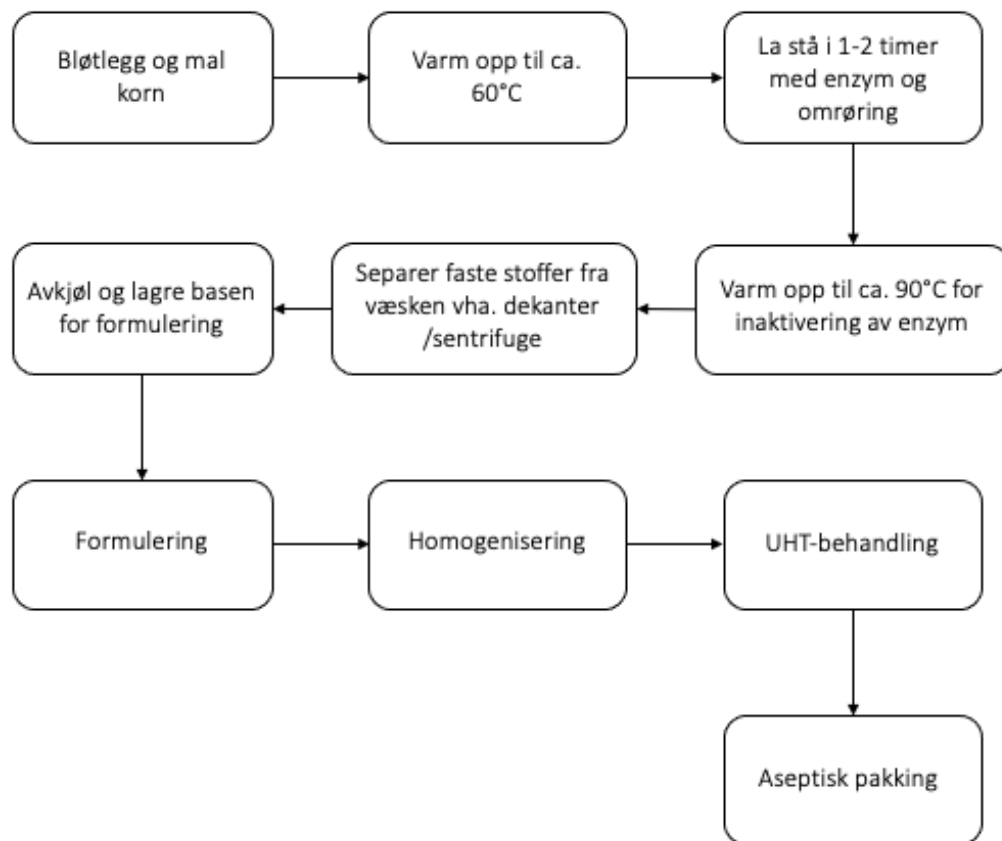 Bløtlegg og mal
korn
Varm opp til ca.
60°C
La stå i 1-2 timer
med enzym og
omrøring
Varm opp til ca. 90°C for
inaktivering av enzym
Separer faste stoffer fra
væsken vha. dekanter
/sentrifuge
Avkjøl og lagre basen
for formulering
Formulering
Homogenisering
UHT-behandling
Aseptisk pakking